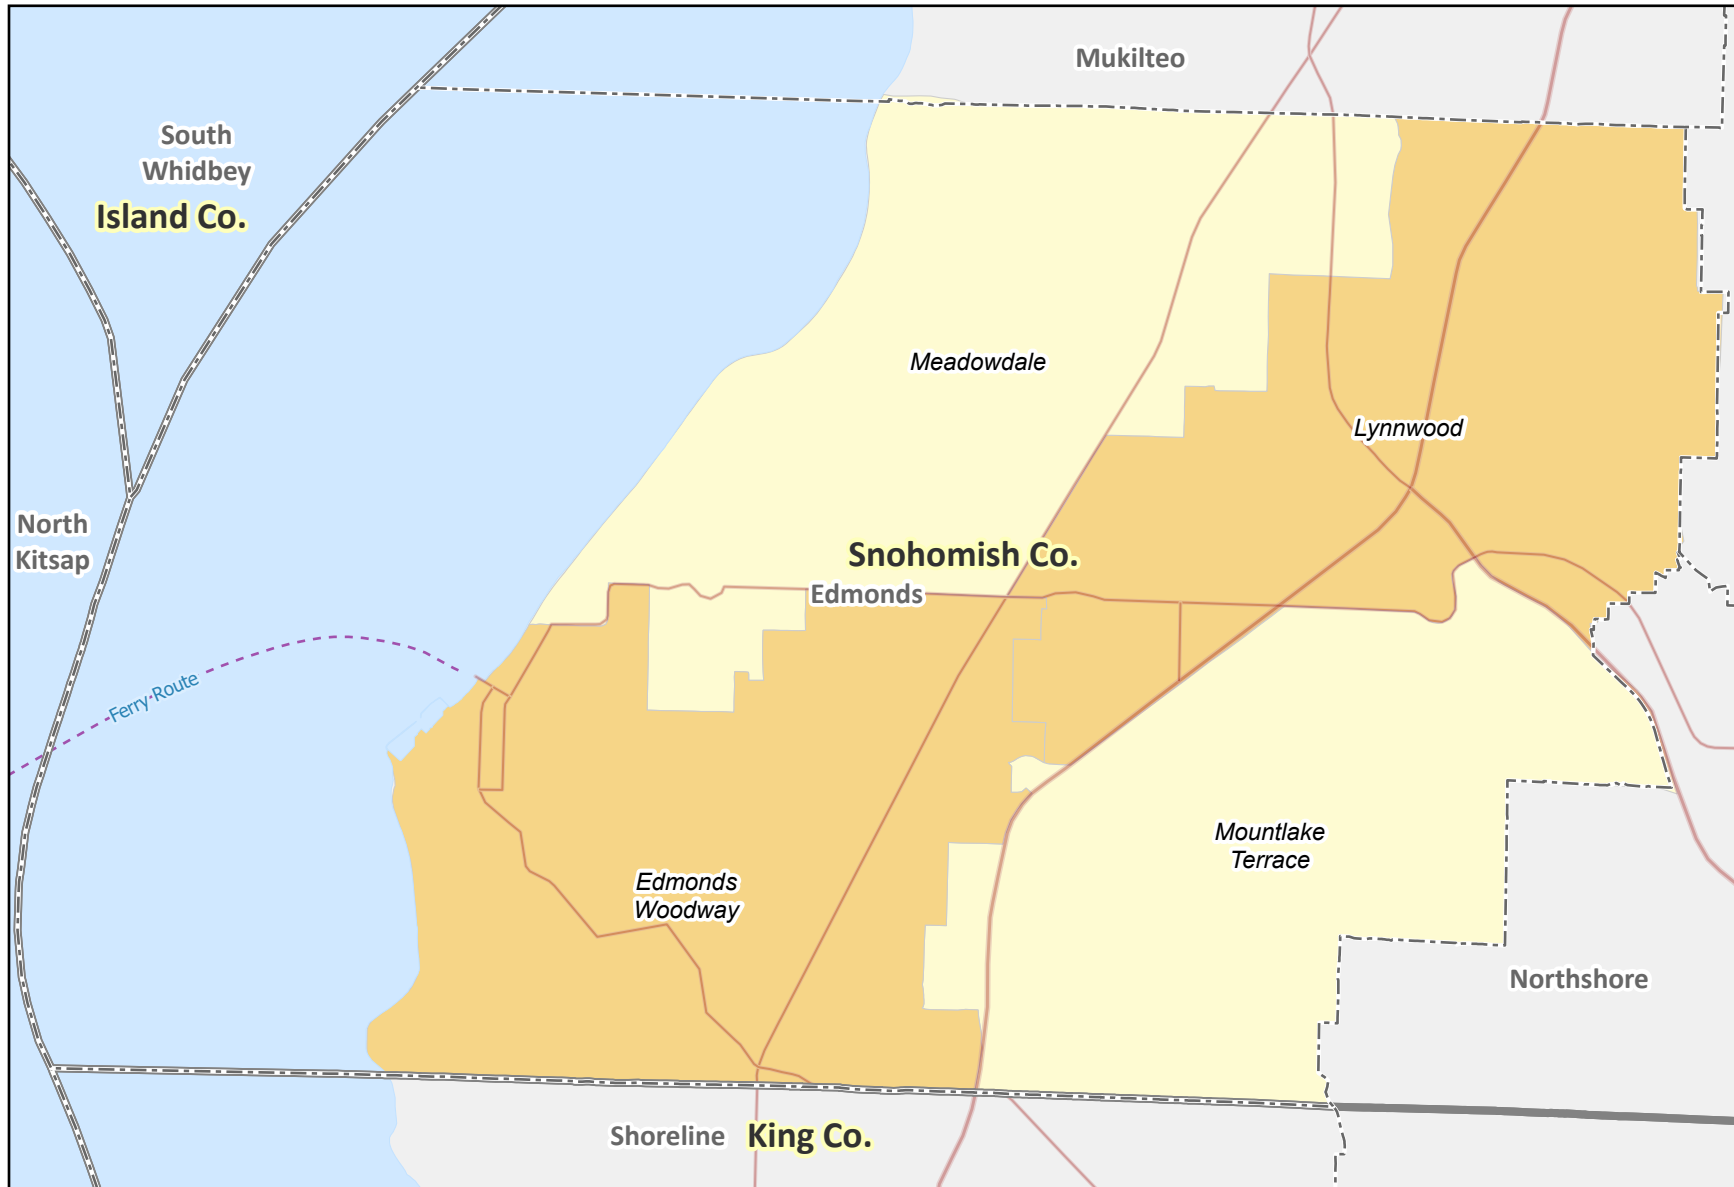 Mukilteo
South
Whidbey
Island Co.
Meadowdale
Lynnwood
North
Kitsap
Snohomish Co.
Edmonds
Ferry Route
Mountlake
Terrace
Edmonds
Woodway
Northshore
Shoreline
King Co.